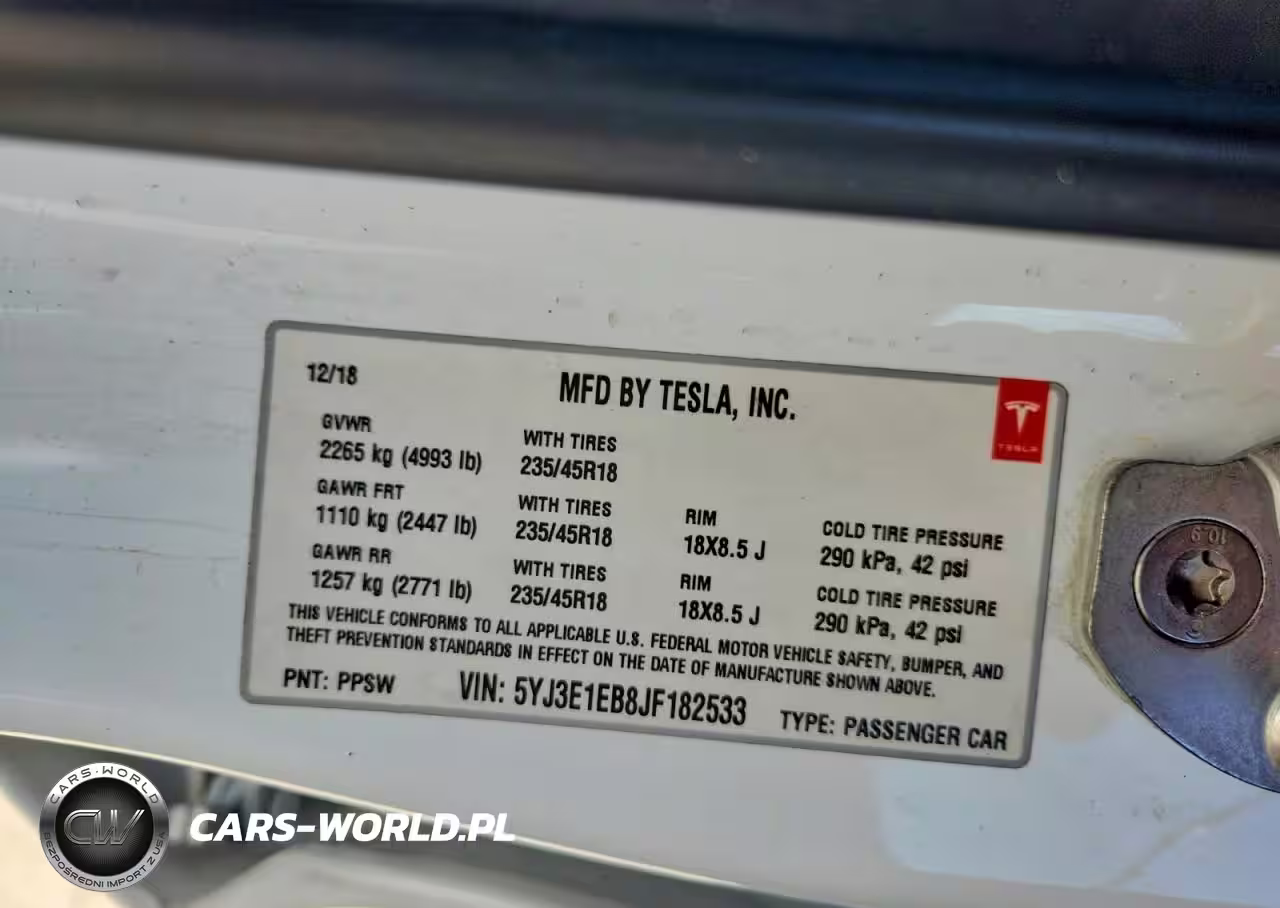 12/18
MFD BY TESLA, INC.
TESLA
GVWR
2265 kg (4993 lb)
WITH TIRES
235/45R18
GAWR FRT
1110 kg (2447 lb)
WITH TIRES
235/45R18
RIM
18X8.5 J
COLD TIRE PRESSURE
290 kPa, 42 psi
GAWR RR
1257 kg (2771 lb)
WITH TIRES
235/45R18
RIM
18X8.5 J
COLD TIRE PRESSURE
290 kPa, 42 psi
THIS VEHICLE CONFORMS TO ALL APPLICABLE U.S. FEDERAL MOTOR VEHICLE SAFETY, BUMPER, AND
THEFT PREVENTION STANDARDS IN EFFECT ON THE DATE OF MANUFACTURE SHOWN ABOVE.
PNT: PPSW
VIN: 5YJ3E1EB8JF182533
TYPE: PASSENGER CAR
10.9
CARS-WORLD
CW
BEZPOŚREDNI IMPORT Z USA
CARS-WORLD.PL